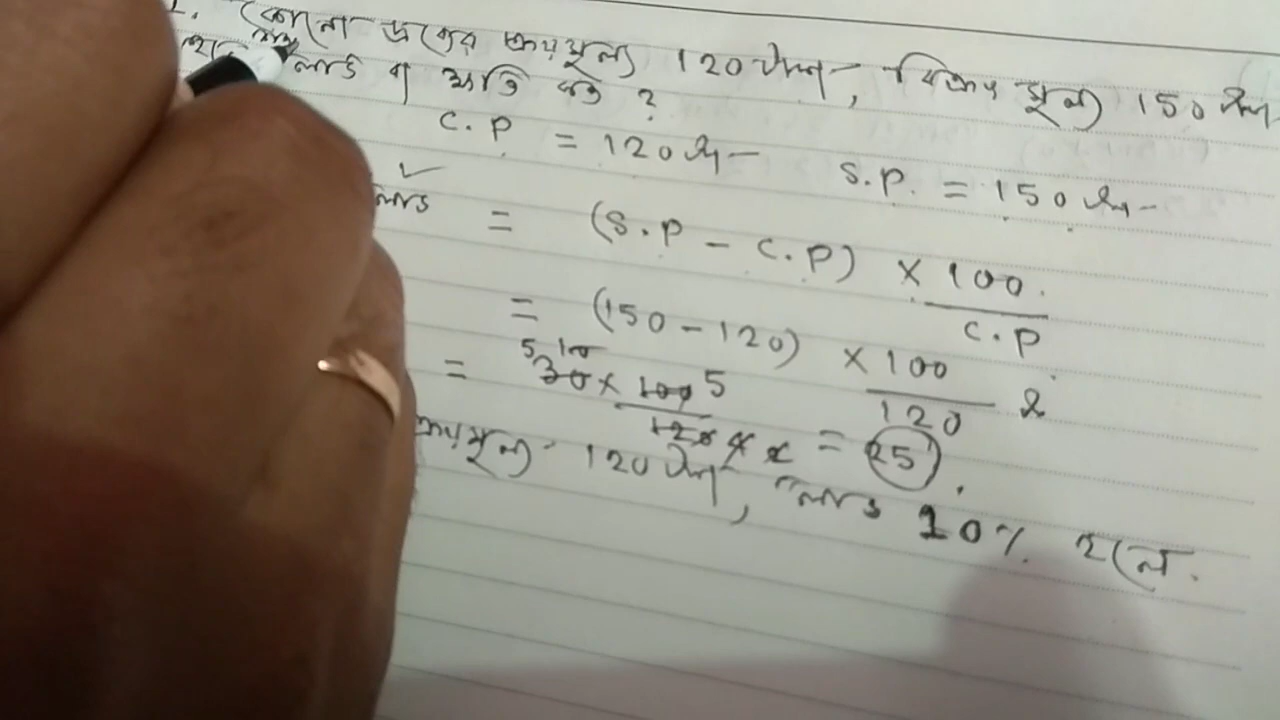 কোনো দ্রব্যের ক্রয়মূল্য 120 টাকা, বিক্রয় মূল্য 150 টাকা
লাভ বা ক্ষতি কত ?
C.P = 120 টাকা S.P. = 150 টাকা
লাভ = (S.P - C.P) × 100 / C.P
= (150 - 120) × 100 / 120
= 30 × 100 5 / 120 = 25
ক্রয়মূল্য 120 টাকা, লাভ 10% হলে